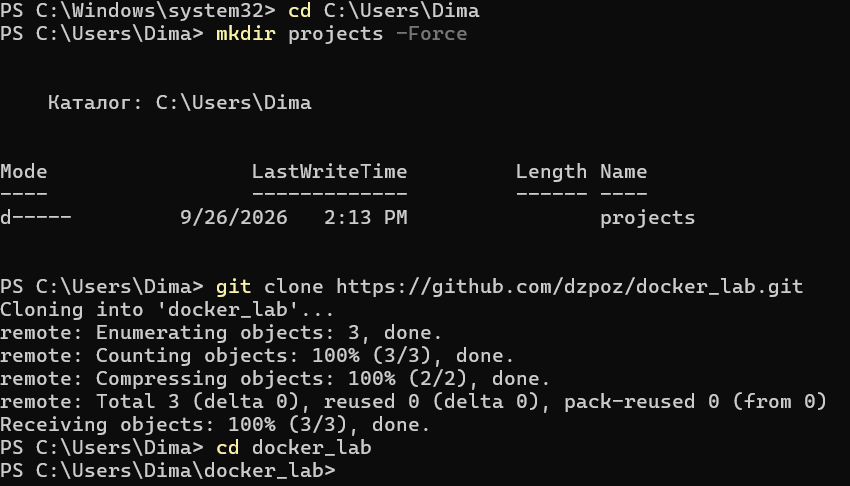 PS C:\Windows\system32> cd C:\Users\Dima
PS C:\Users\Dima> mkdir projects -Force
Каталог: C:\Users\Dima
Mode LastWriteTime Length Name
---- ------------- ------ ----
d----- 9/26/2026 2:13 PM projects
PS C:\Users\Dima> git clone https://github.com/dzpoz/docker_lab.git
Cloning into 'docker_lab'...
remote: Enumerating objects: 3, done.
remote: Counting objects: 100% (3/3), done.
remote: Compressing objects: 100% (2/2), done.
remote: Total 3 (delta 0), reused 0 (delta 0), pack-reused 0 (from 0)
Receiving objects: 100% (3/3), done.
PS C:\Users\Dima> cd docker_lab
PS C:\Users\Dima\docker_lab>